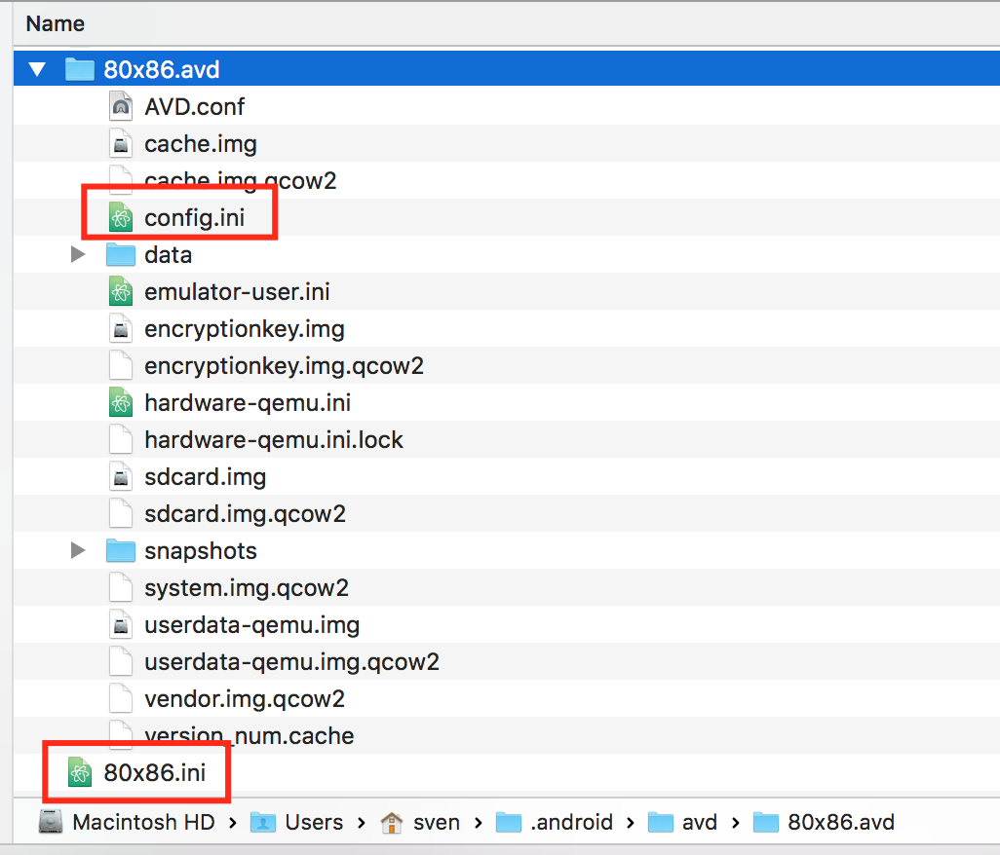 Name
80x86.avd
AVD.conf
cache.img
cache.img.qcow2
config.ini
data
emulator-user.ini
encryptionkey.img
encryptionkey.img.qcow2
hardware-qemu.ini
hardware-qemu.ini.lock
sdcard.img
sdcard.img.qcow2
snapshots
system.img.qcow2
userdata-qemu.img
userdata-qemu.img.qcow2
vendor.img.qcow2
version_num.cache
80x86.ini
Macintosh HD › Users › sven › .android › avd › 80x86.avd